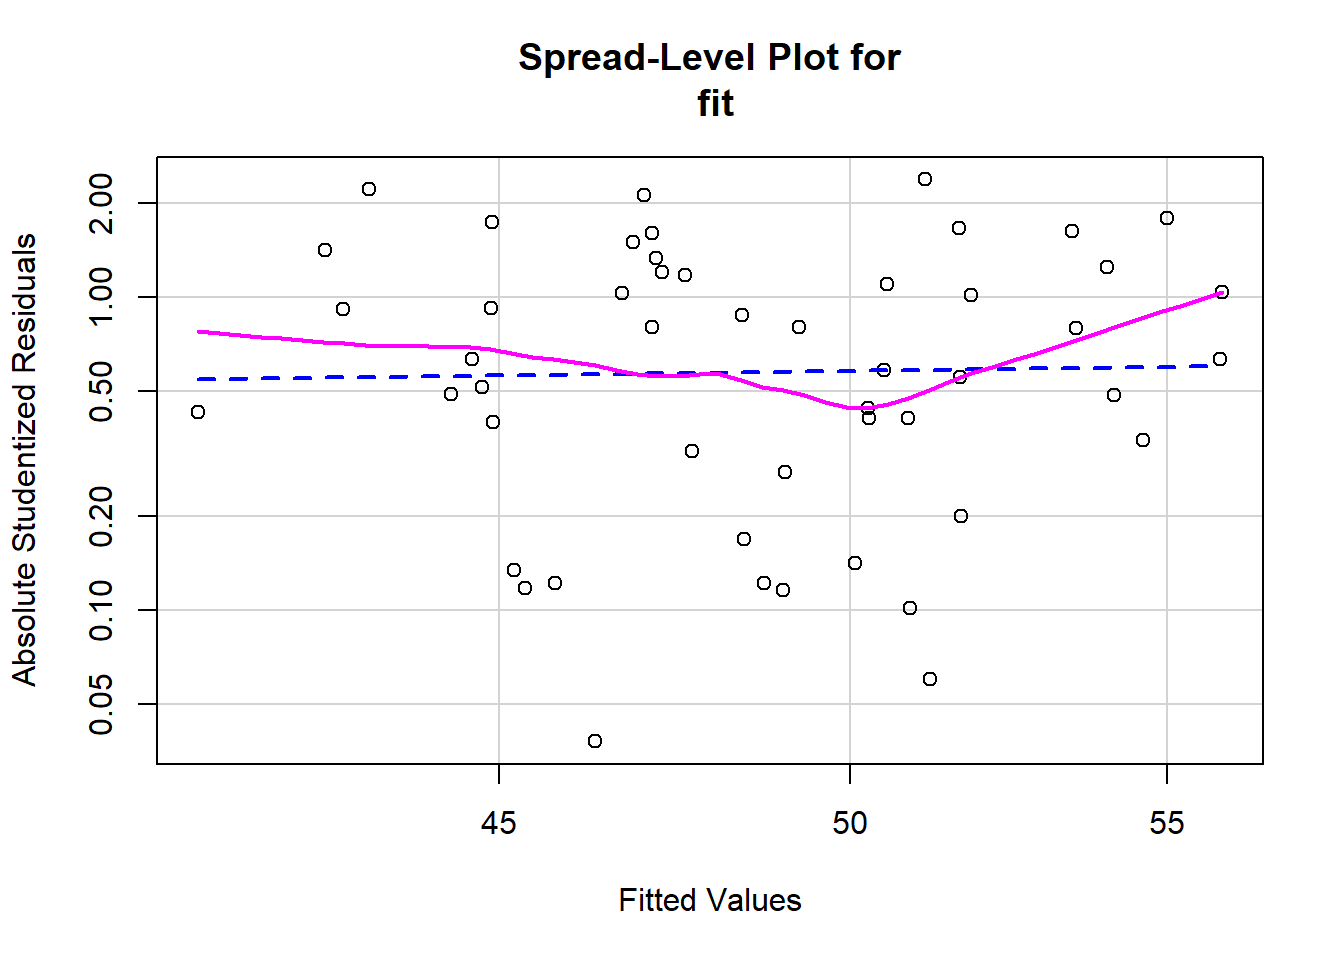 Spread-Level Plot for
fit
Absolute Studentized Residuals
2.00
1.00
0.50
0.20
0.10
0.05
45
50
55
Fitted Values